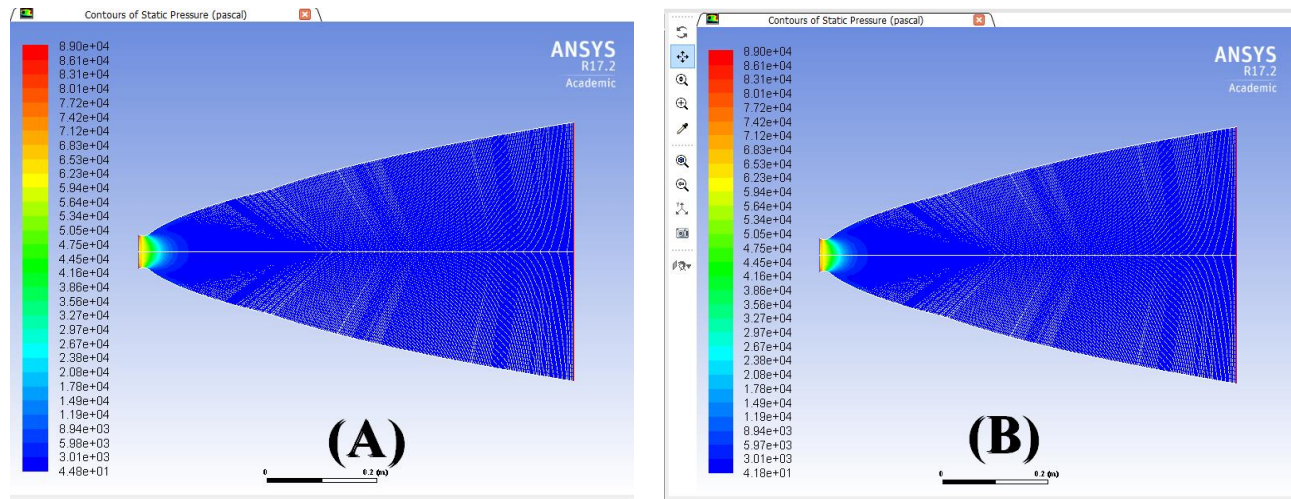 Contours of Static Pressure (pascal)
8.90e+04
8.61e+04
8.31e+04
8.01e+04
7.72e+04
7.42e+04
7.12e+04
6.83e+04
6.53e+04
6.23e+04
5.94e+04
5.64e+04
5.34e+04
5.05e+04
4.75e+04
4.45e+04
4.16e+04
3.86e+04
3.56e+04
3.27e+04
2.97e+04
2.67e+04
2.38e+04
2.08e+04
1.78e+04
1.49e+04
1.19e+04
8.94e+03
5.98e+03
3.01e+03
4.48e+01
ANSYS
R17.2
Academic
(A)
0
0.2 (m)
Contours of Static Pressure (pascal)
8.90e+04
8.61e+04
8.31e+04
8.01e+04
7.72e+04
7.42e+04
7.12e+04
6.83e+04
6.53e+04
6.23e+04
5.94e+04
5.64e+04
5.34e+04
5.05e+04
4.75e+04
4.45e+04
4.16e+04
3.86e+04
3.56e+04
3.27e+04
2.97e+04
2.67e+04
2.38e+04
2.08e+04
1.78e+04
1.49e+04
1.19e+04
8.94e+03
5.97e+03
3.01e+03
4.18e+01
ANSYS
R17.2
Academic
(B)
0
0.2 (m)